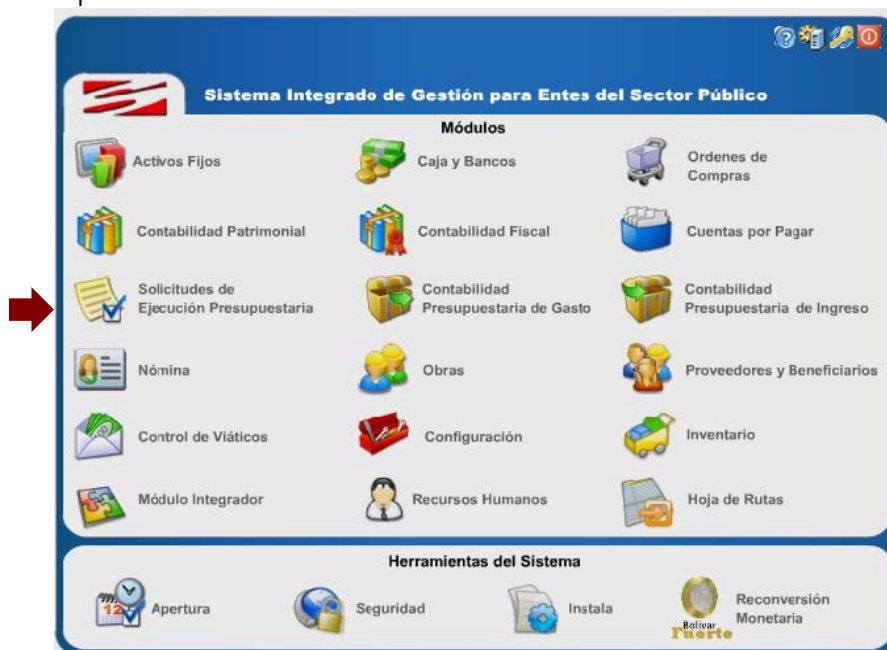 Sistema Integrado de Gestión para Entes del Sector Público
Módulos
Activos Fijos
Caja y Bancos
Ordenes de
Compras
Contabilidad Patrimonial
Contabilidad Fiscal
Cuentas por Pagar
Solicitudes de
Ejecución Presupuestaria
Contabilidad
Presupuestaria de Gasto
Contabilidad
Presupuestaria de Ingreso
Nómina
Obras
Proveedores y Beneficiarios
Control de Viáticos
Configuración
Inventario
Módulo Integrador
Recursos Humanos
Hoja de Rutas
Herramientas del Sistema
12
Apertura
Seguridad
Instala
Bolívar
Fuerte
Reconversión
Monetaria